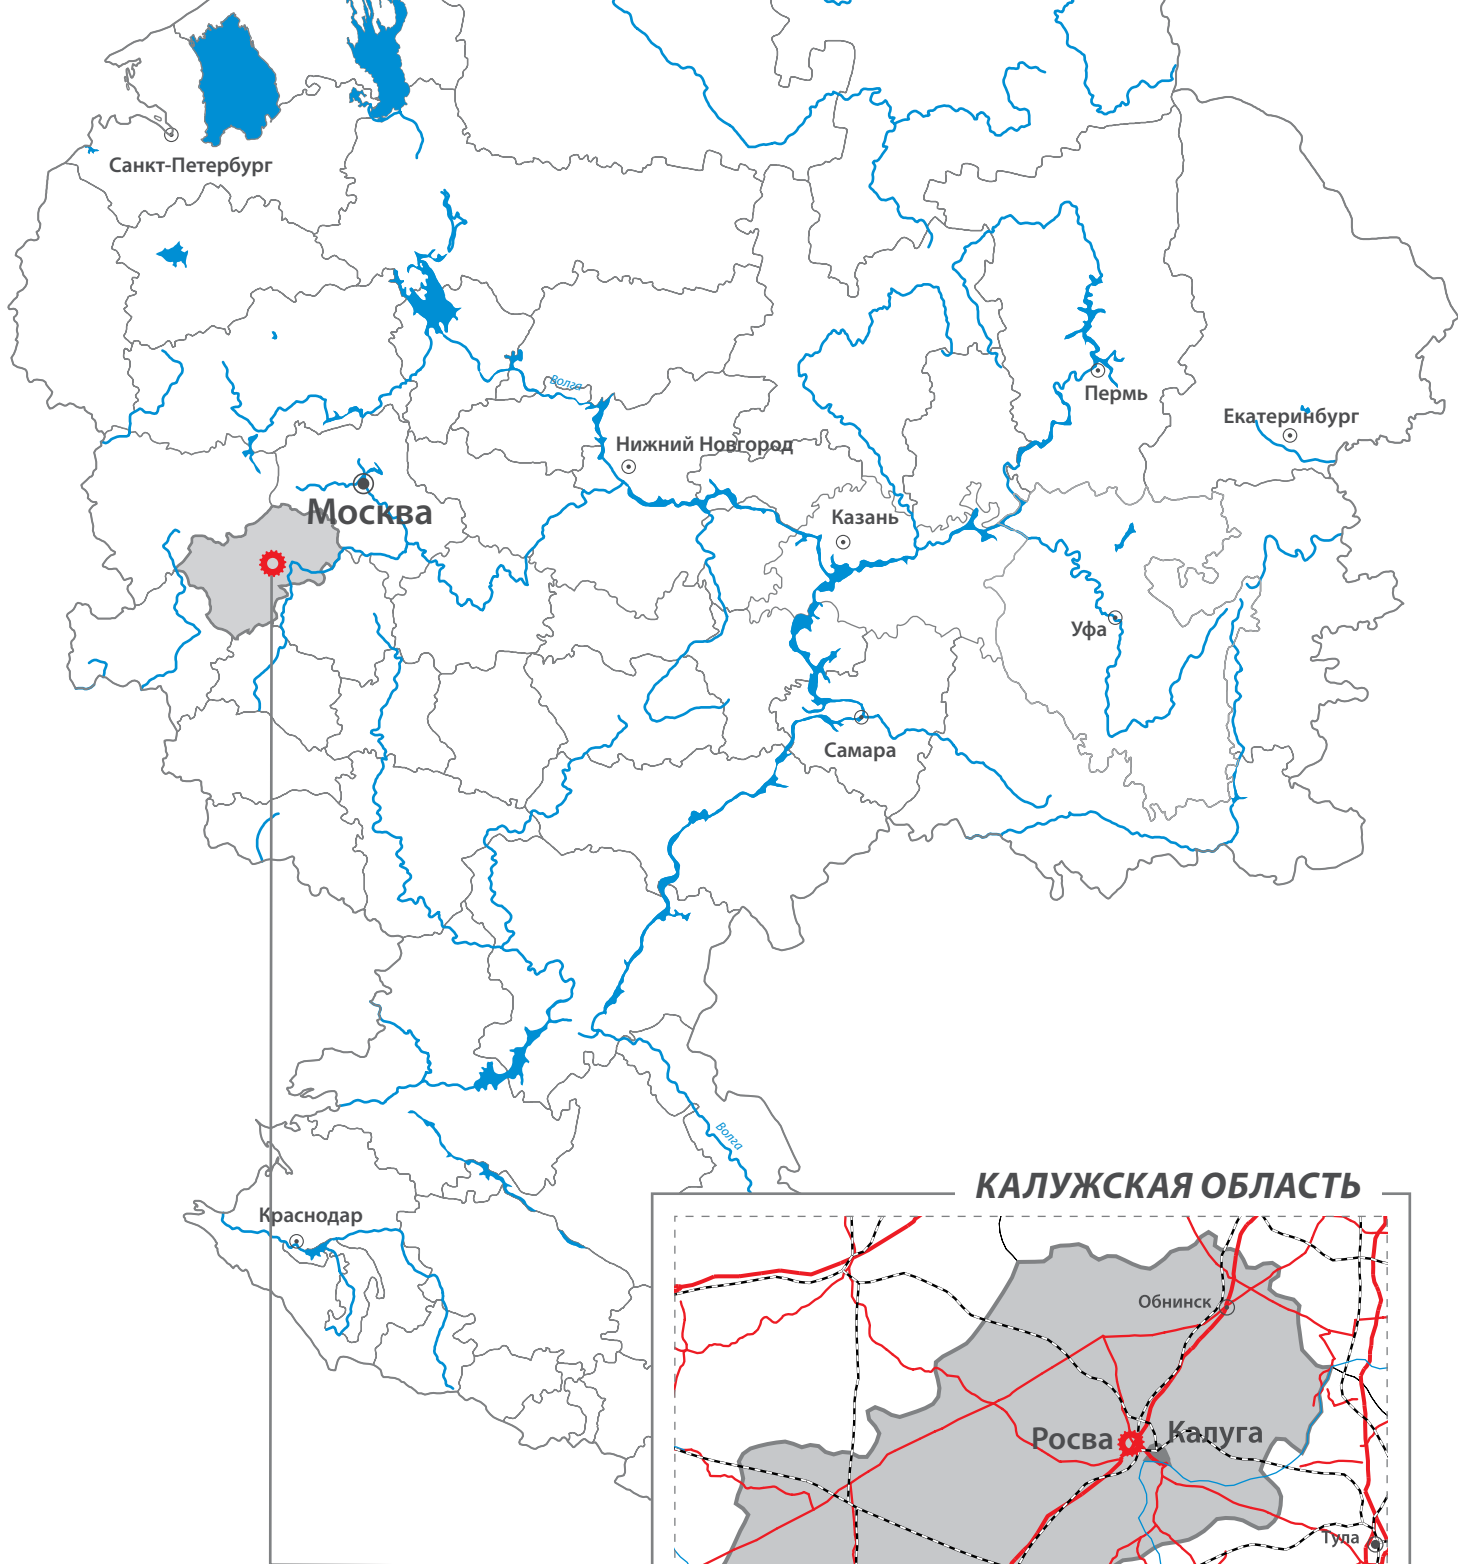 Санкт-Петербург
Волга
Пермь
Екатеринбург
Нижний Новгород
Москва
Казань
Уфа
Самара
Волга
КАЛУЖСКАЯ ОБЛАСТЬ
Краснодар
Обнинск
Росва
Калуга
Тула